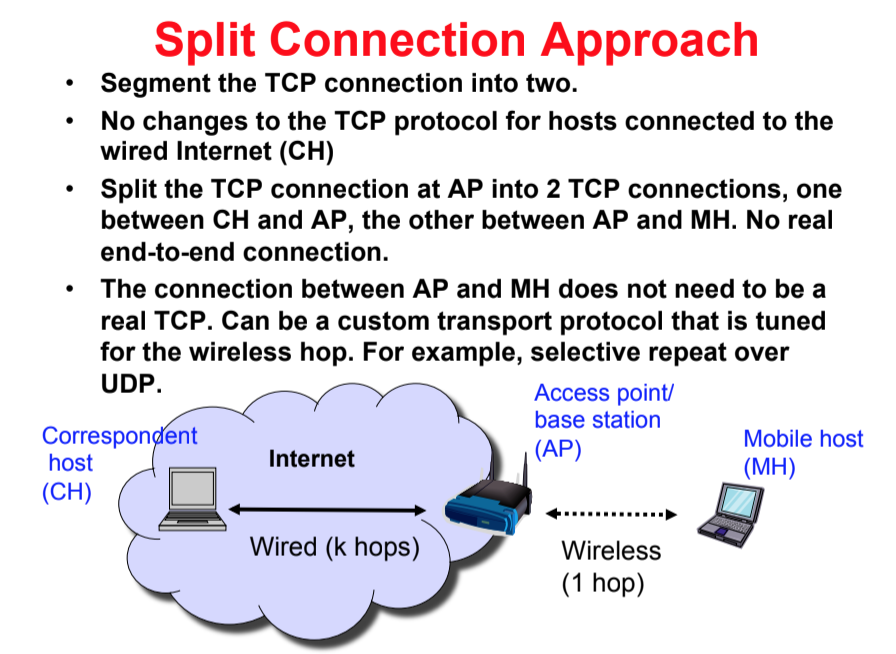 Split Connection Approach
• Segment the TCP connection into two.
• No changes to the TCP protocol for hosts connected to the
wired Internet (CH)
• Split the TCP connection at AP into 2 TCP connections, one
between CH and AP, the other between AP and MH. No real
end-to-end connection.
• The connection between AP and MH does not need to be a
real TCP. Can be a custom transport protocol that is tuned
for the wireless hop. For example, selective repeat over
UDP.
Correspondent
host
(CH)
Internet
Wired (k hops)
Access point/
base station
(AP)
Wireless
(1 hop)
Mobile host
(MH)